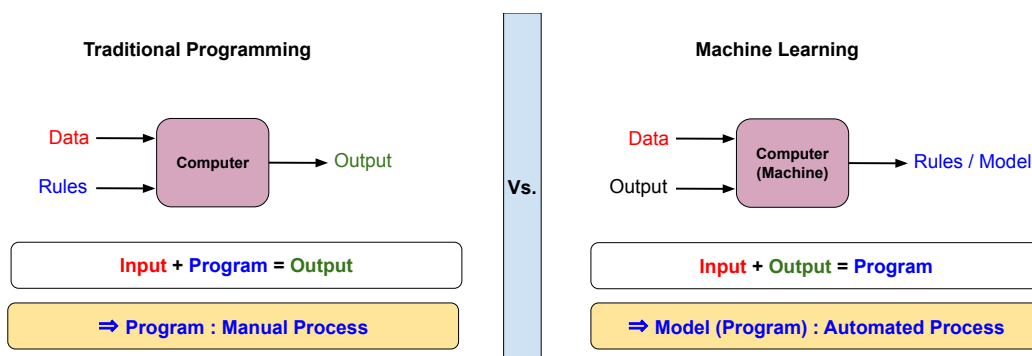 Traditional Programming
Data
Rules
Computer
Output
Input + Program = Output
⇒ Program : Manual Process
Vs.
Machine Learning
Data
Output
Computer
(Machine)
Rules / Model
Input + Output = Program
⇒ Model (Program) : Automated Process